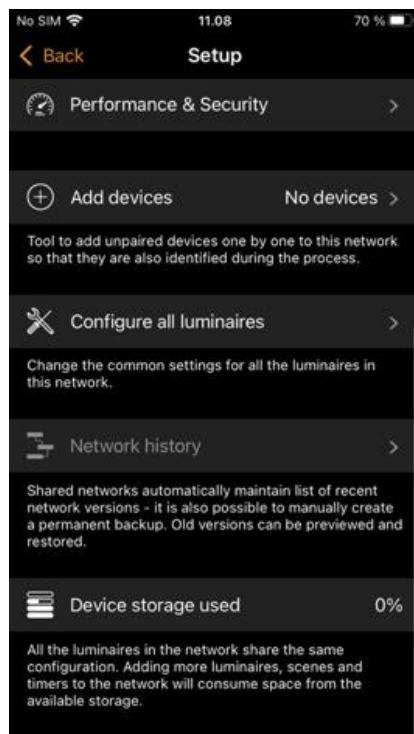 No SIM 11.08 70 %
Back Setup
Performance & Security
Add devices No devices
Tool to add unpaired devices one by one to this network
so that they are also identified during the process.
Configure all luminaires
Change the common settings for all the luminaires in
this network.
Network history
Shared networks automatically maintain list of recent
network versions - it is also possible to manually create
a permanent backup. Old versions can be previewed and
restored.
Device storage used 0%
All the luminaires in the network share the same
configuration. Adding more luminaires, scenes and
timers to the network will consume space from the
available storage.